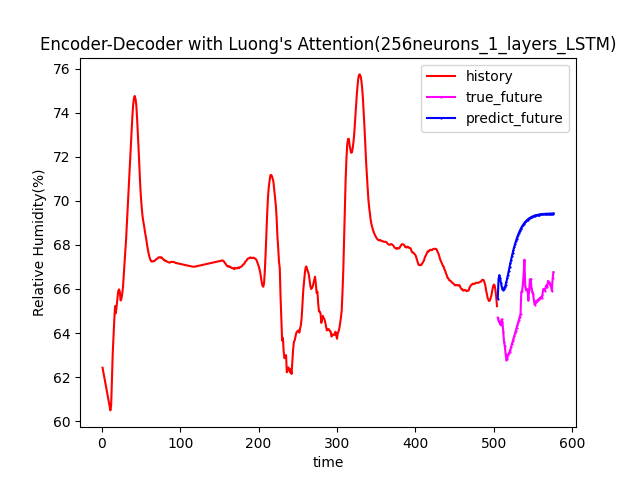 Encoder-Decoder with Luong's Attention(256neurons_1_layers_LSTM)
history
true_future
predict_future
Relative Humidity(%)
76
74
72
70
68
66
64
62
60
0 100 200 300 400 500 600
time